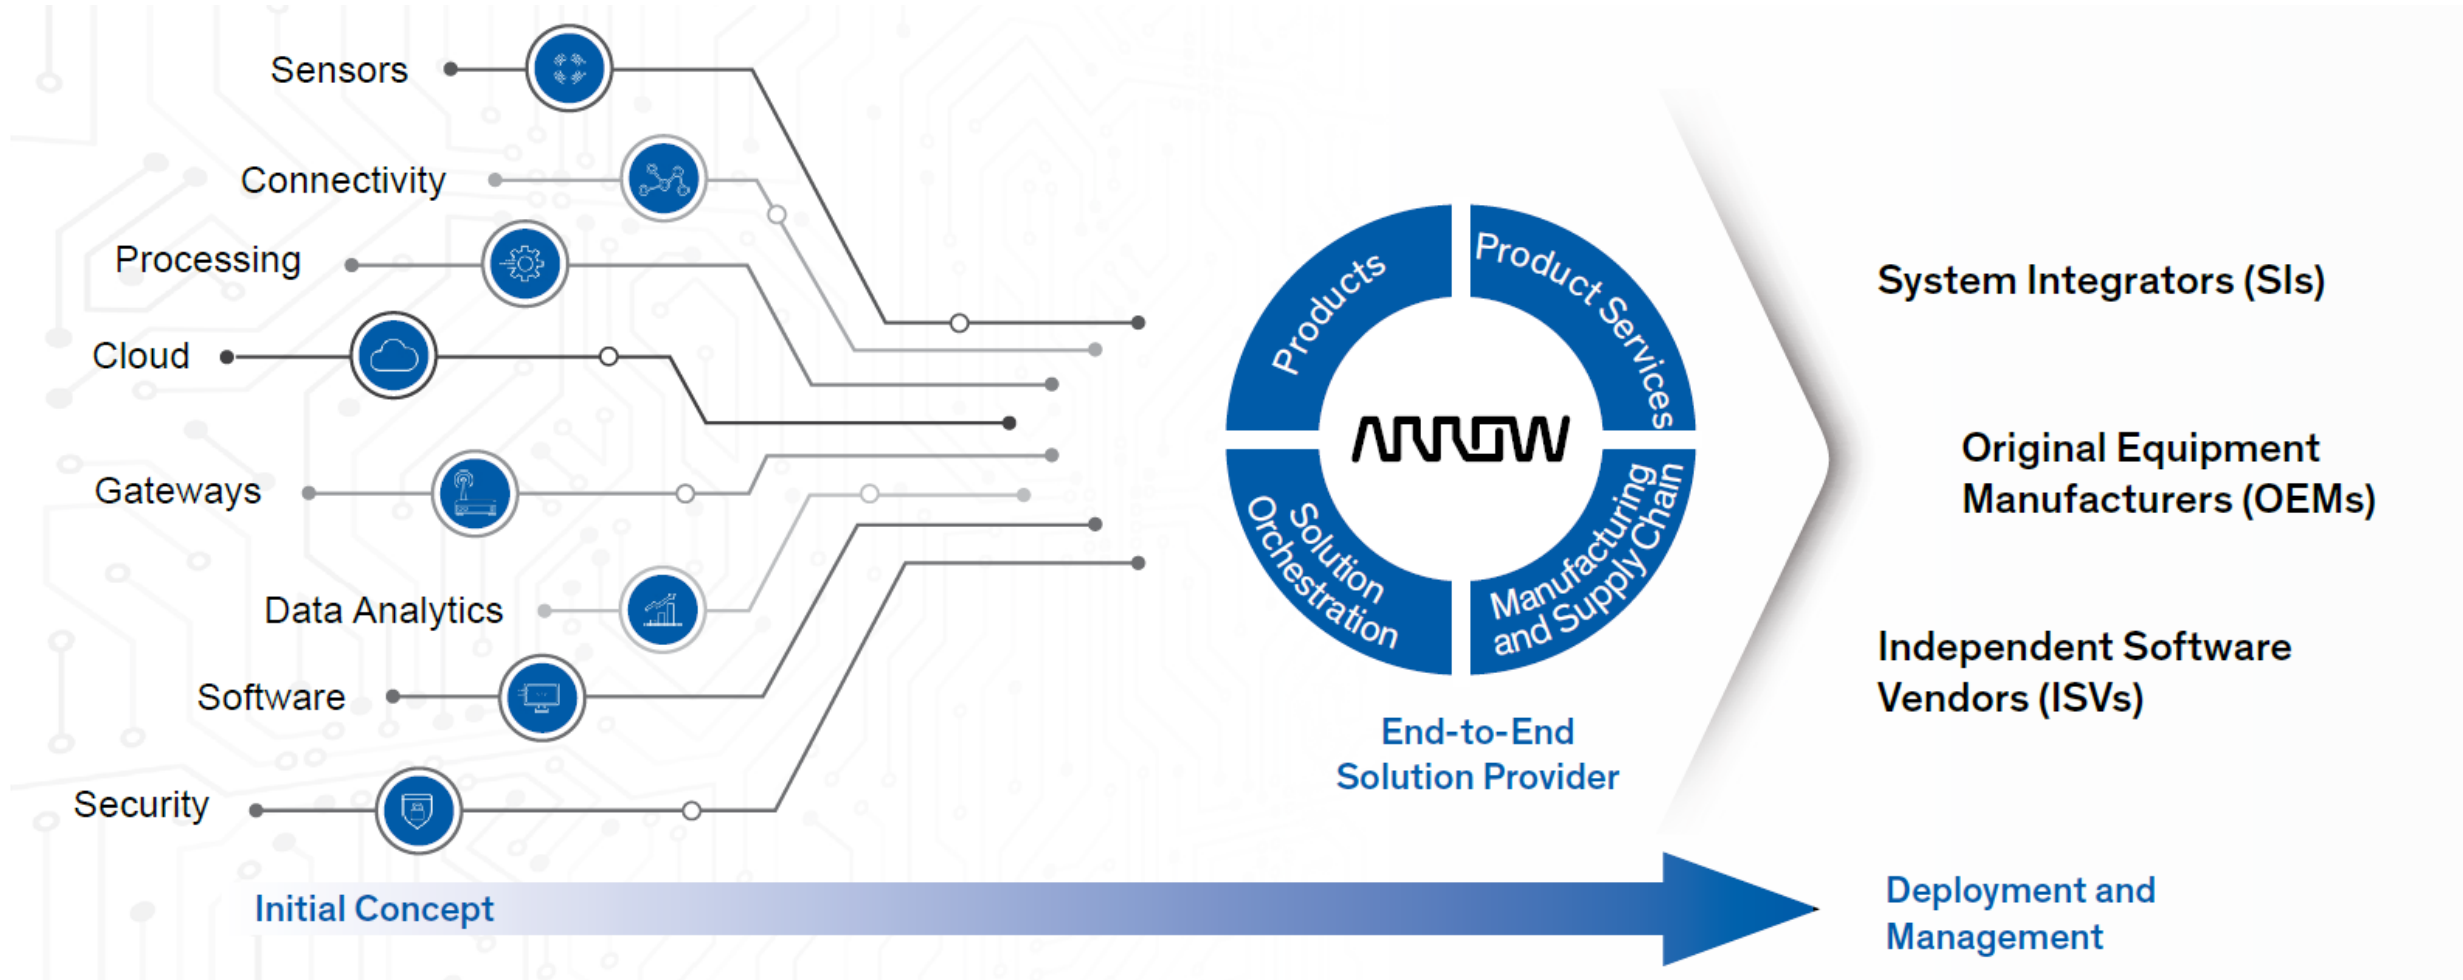 Sensors
Connectivity
Processing
Cloud
Gateways
Data Analytics
Software
Security
Products
Product Services
Solution
Orchestration
Manufacturing
and Supply Chain
ARROW
End-to-End
Solution Provider
System Integrators (SIs)
Original Equipment
Manufacturers (OEMs)
Independent Software
Vendors (ISVs)
Initial Concept
Deployment and
Management